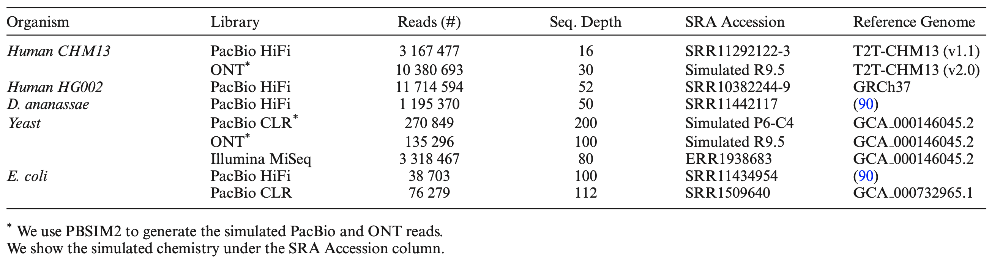 Organism Library Reads (#) Seq. Depth SRA Accession Reference Genome
Human CHM13 PacBio HiFi 3 167 477 16 SRR11292122-3 T2T-CHM13 (v1.1)
ONT* 10 380 693 30 Simulated R9.5 T2T-CHM13 (v2.0)
Human HG002 PacBio HiFi 11 714 594 52 SRR10382244-9 GRCh37
D. ananassae PacBio HiFi 1 195 370 50 SRR11442117 (90)
Yeast PacBio CLR* 270 849 200 Simulated P6-C4 GCA_000146045.2
ONT* 135 296 100 Simulated R9.5 GCA_000146045.2
Illumina MiSeq 3 318 467 80 ERR1938683 GCA_000146045.2
E. coli PacBio HiFi 38 703 100 SRR11434954 (90)
PacBio CLR 76 279 112 SRR1509640 GCA_000732965.1
* We use PBSIM2 to generate the simulated PacBio and ONT reads.
We show the simulated chemistry under the SRA Accession column.